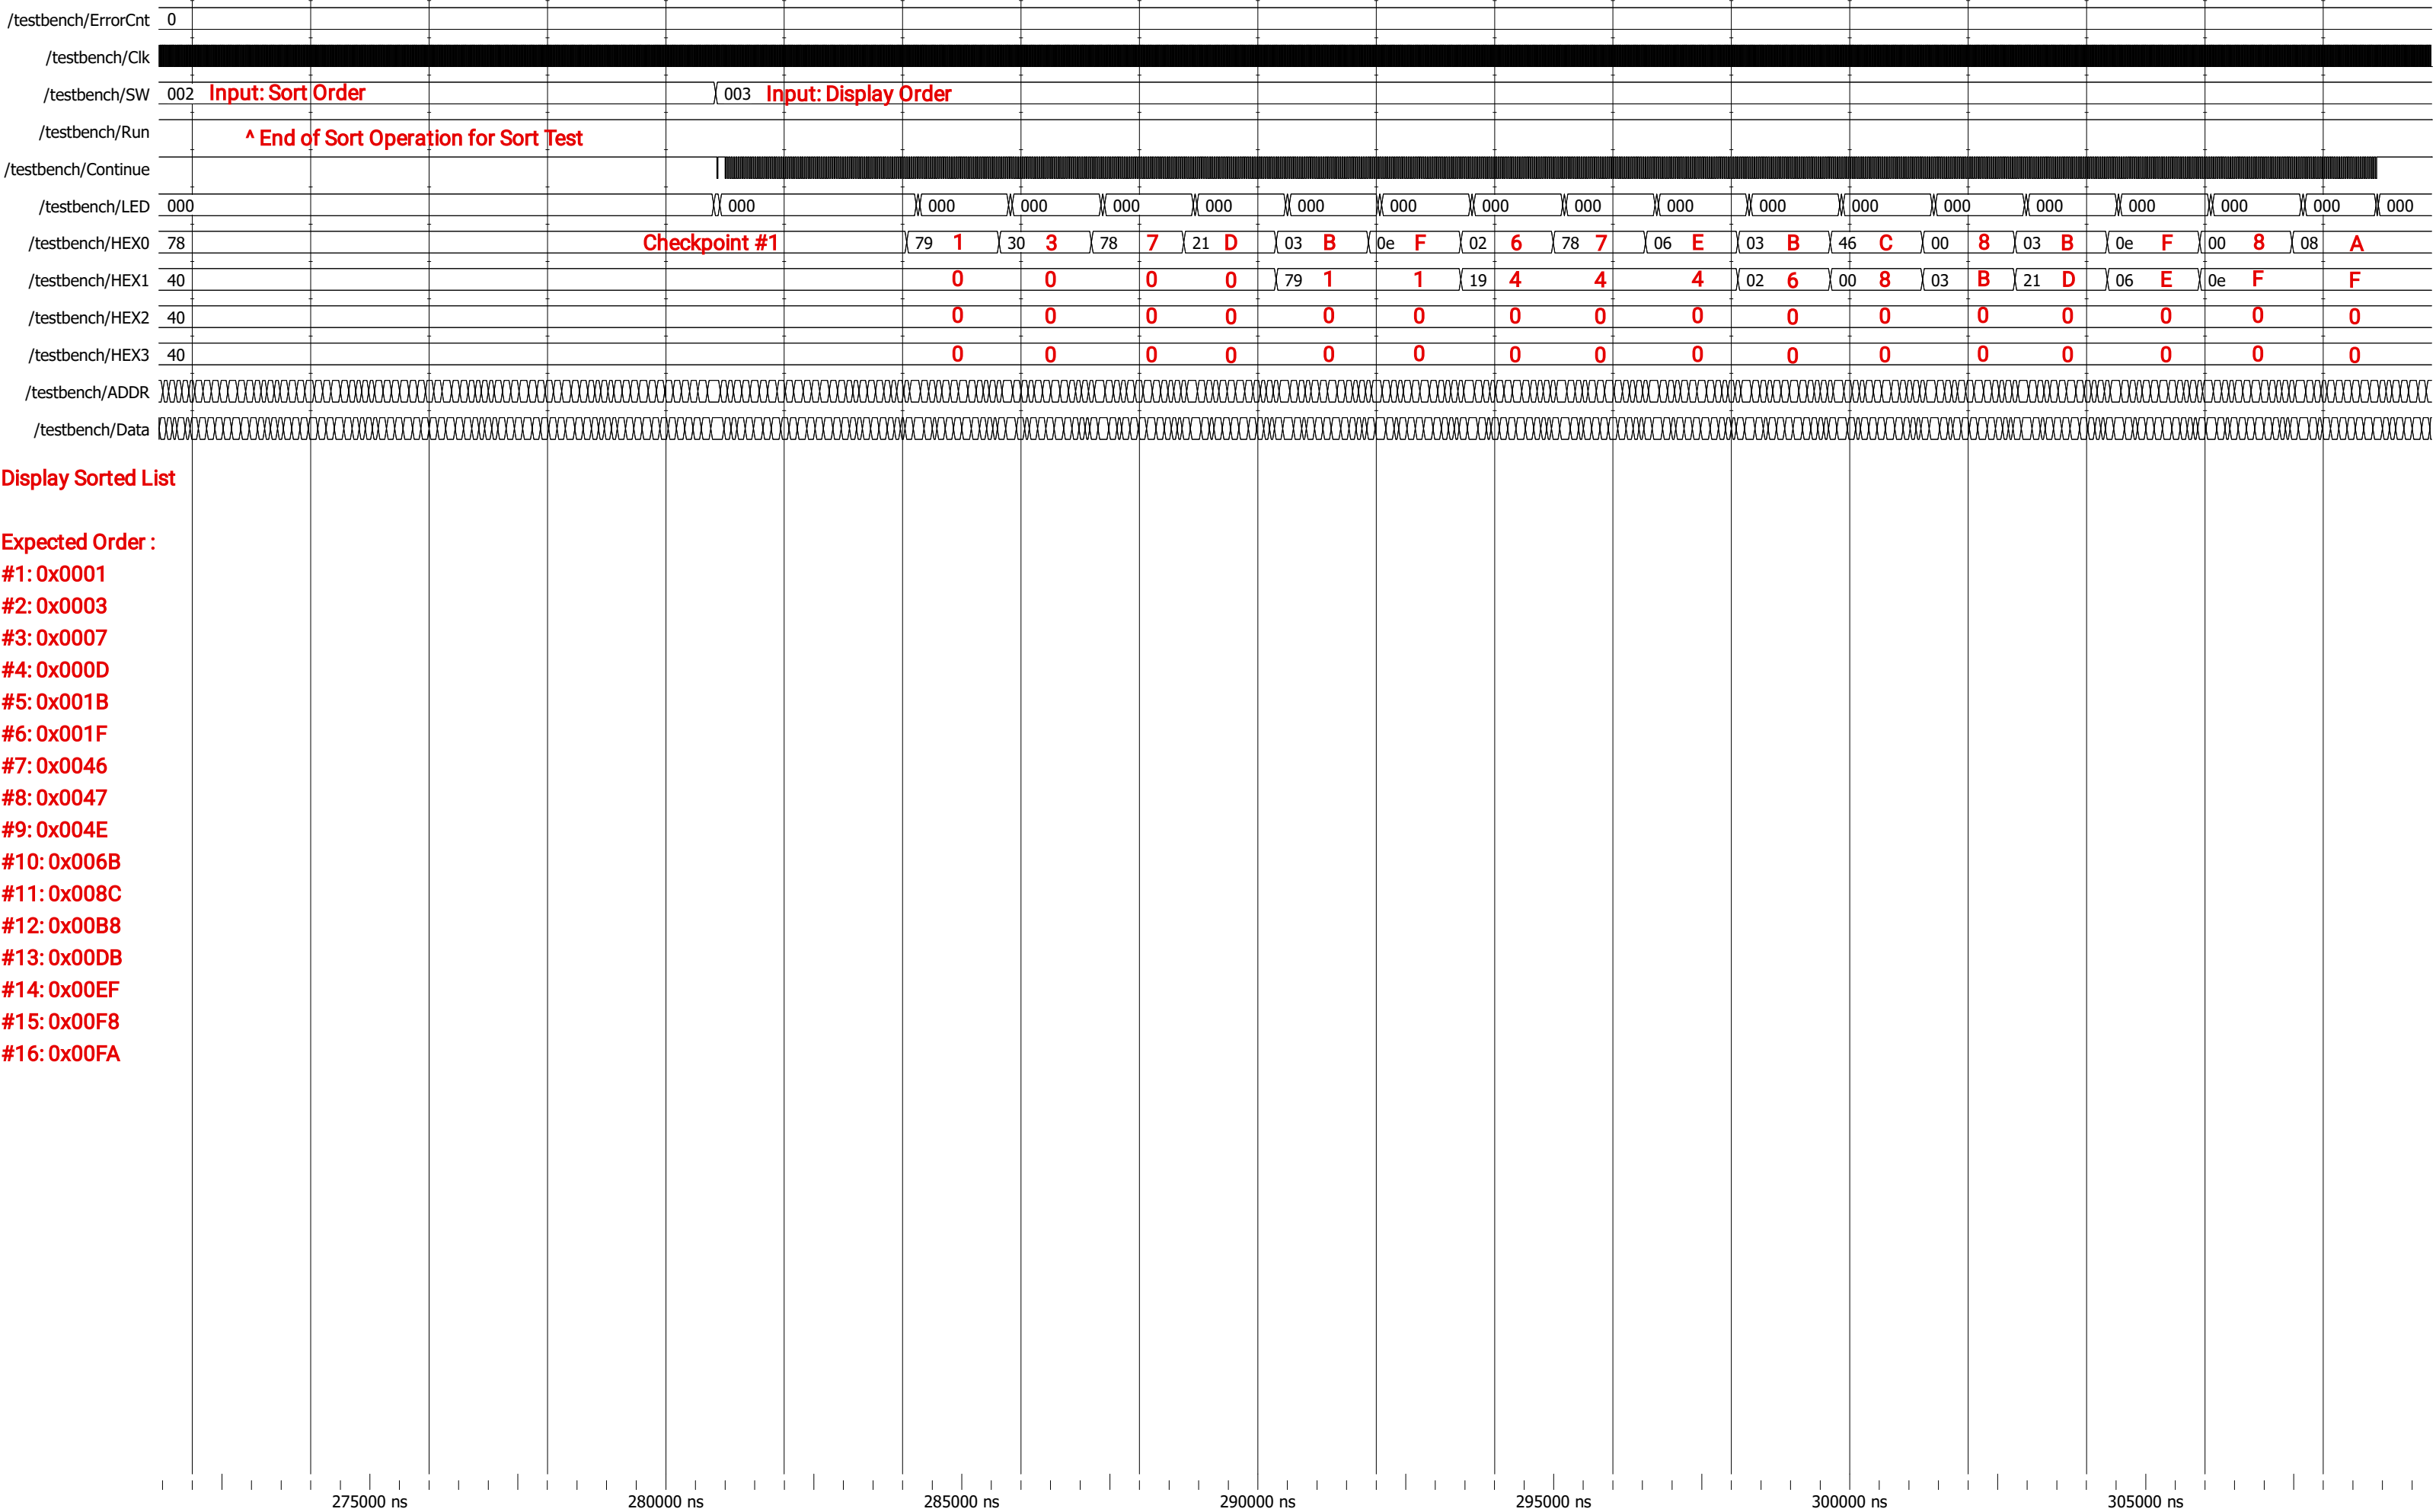 /testbench/ErrorCnt 0
/testbench/Clk
/testbench/SW 002 Input: Sort Order 003 Input: Display Order
/testbench/Run
^ End of Sort Operation for Sort Test
/testbench/Continue
/testbench/LED 000 000 000 000 000 000 000 000 000 000 000 000 000 000 000 000 000 000 000
/testbench/HEX0 78 Checkpoint #1 79 1 30 3 78 7 21 D 03 B 0e F 02 6 78 7 06 E 03 B 46 C 00 8 03 B 0e F 00 8 08 A
/testbench/HEX1 40 0 0 0 0 79 1 1 19 4 4 4 02 6 00 8 03 B 21 D 06 E 0e F F
/testbench/HEX2 40 0 0 0 0 0 0 0 0 0 0 0 0 0 0 0 0
/testbench/HEX3 40 0 0 0 0 0 0 0 0 0 0 0 0 0 0 0 0
/testbench/ADDR
/testbench/Data
Display Sorted List
Expected Order :
#1: 0x0001
#2: 0x0003
#3: 0x0007
#4: 0x000D
#5: 0x001B
#6: 0x001F
#7: 0x0046
#8: 0x0047
#9: 0x004E
#10: 0x006B
#11: 0x008C
#12: 0x00B8
#13: 0x00DB
#14: 0x00EF
#15: 0x00F8
#16: 0x00FA
275000 ns 280000 ns 285000 ns 290000 ns 295000 ns 300000 ns 305000 ns